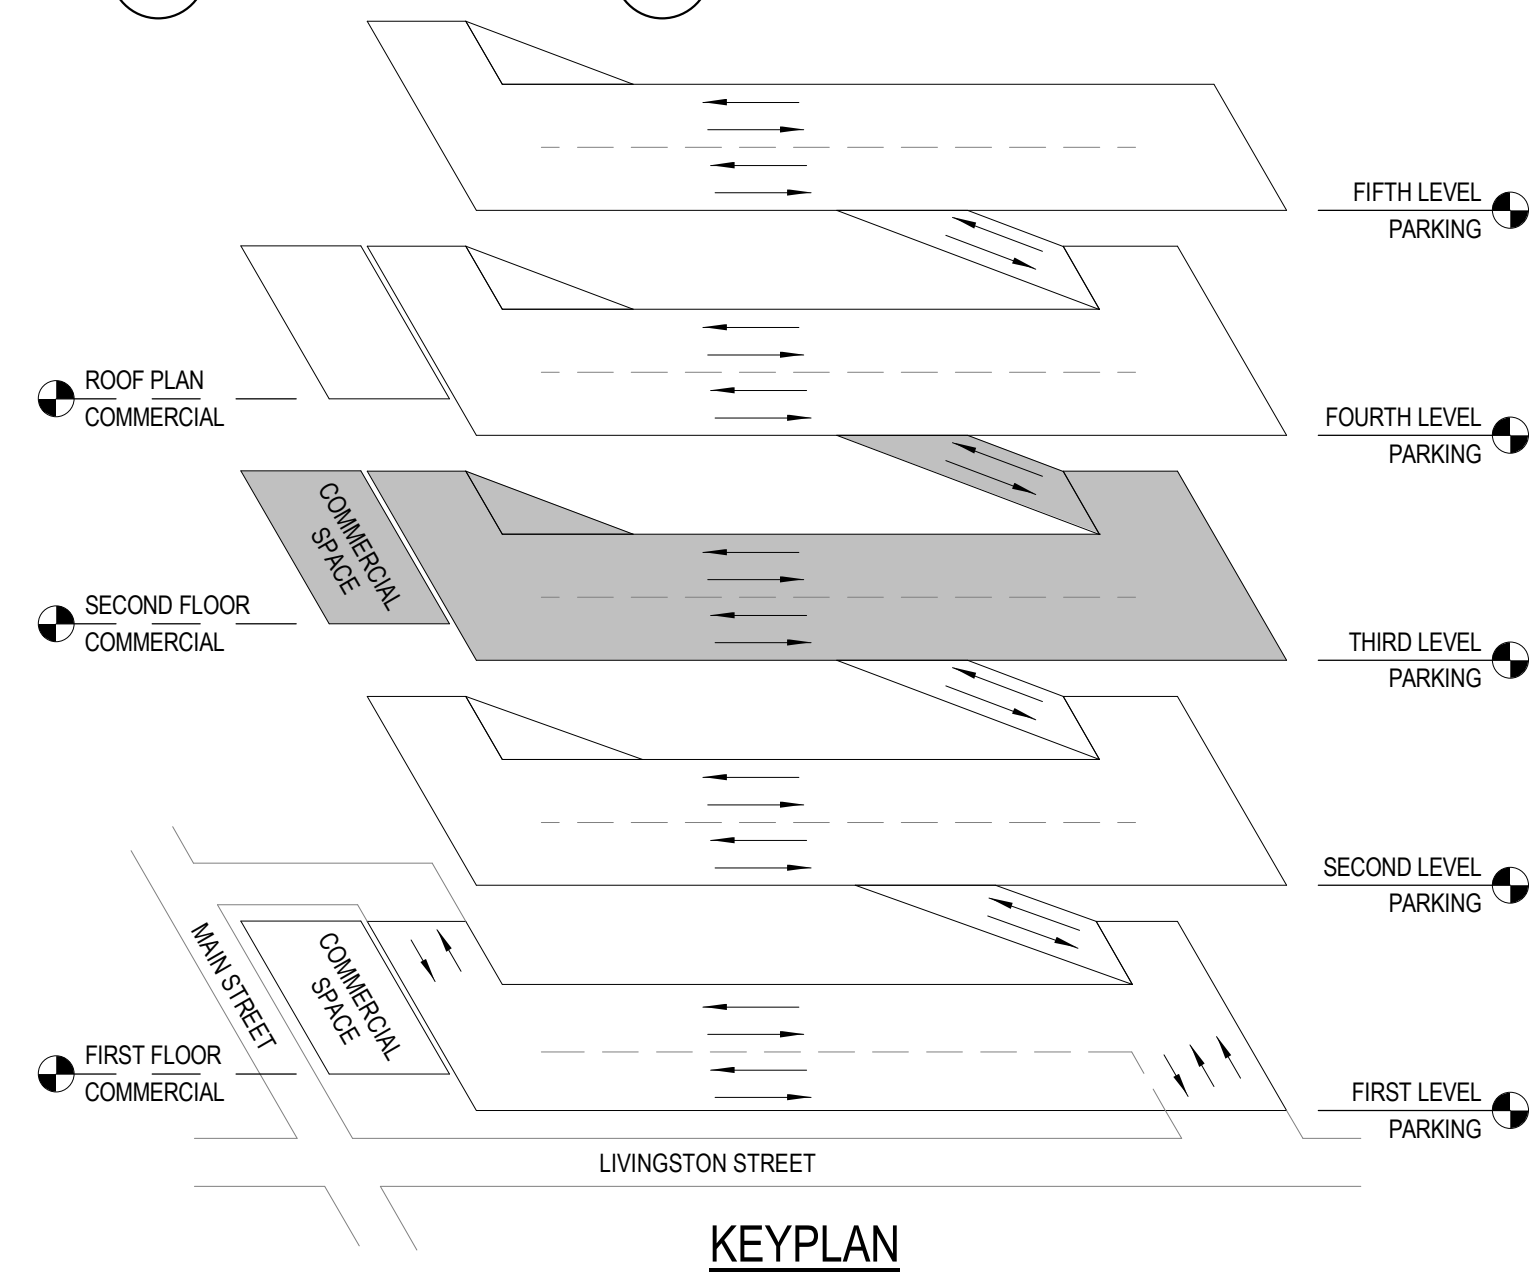 FIFTH LEVEL
PARKING
ROOF PLAN
COMMERCIAL
FOURTH LEVEL
PARKING
COMMERCIAL
SPACE
SECOND FLOOR
COMMERCIAL
THIRD LEVEL
PARKING
SECOND LEVEL
PARKING
MAIN STREET
COMMERCIAL
SPACE
FIRST FLOOR
COMMERCIAL
FIRST LEVEL
PARKING
LIVINGSTON STREET
KEYPLAN